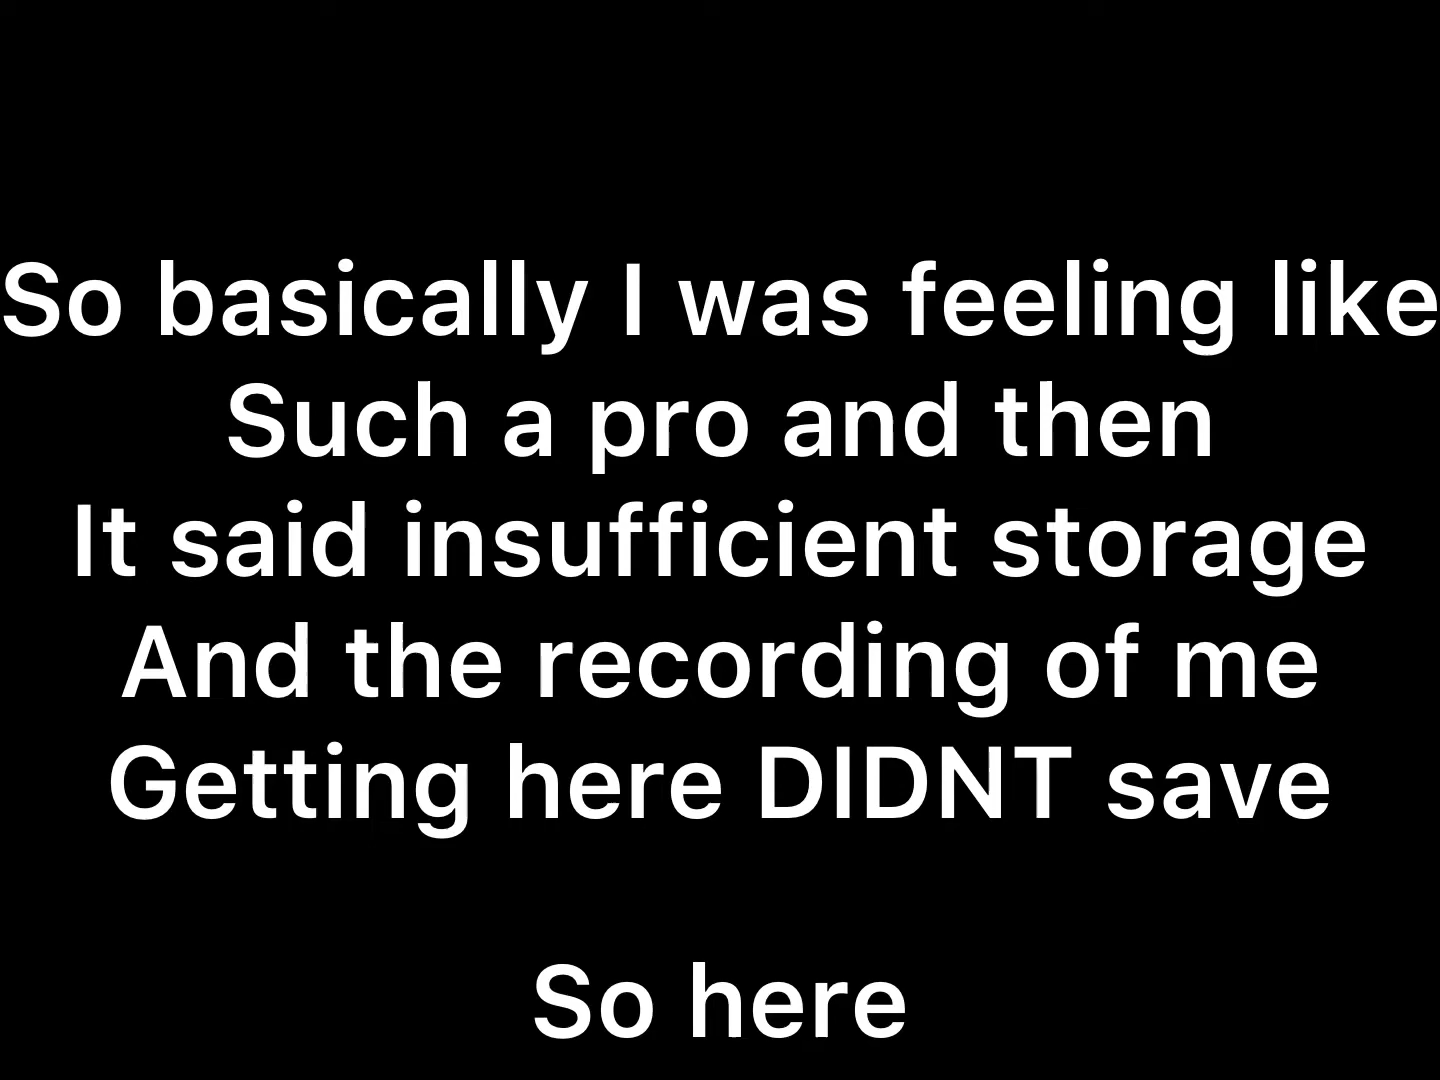 So basically I was feeling like
Such a pro and then
It said insufficient storage
And the recording of me
Getting here DIDNT save
So here